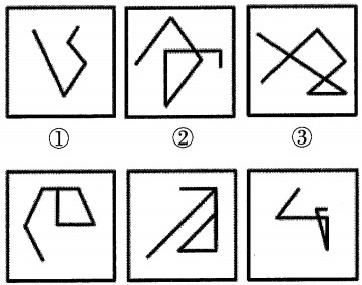 ① ② ③